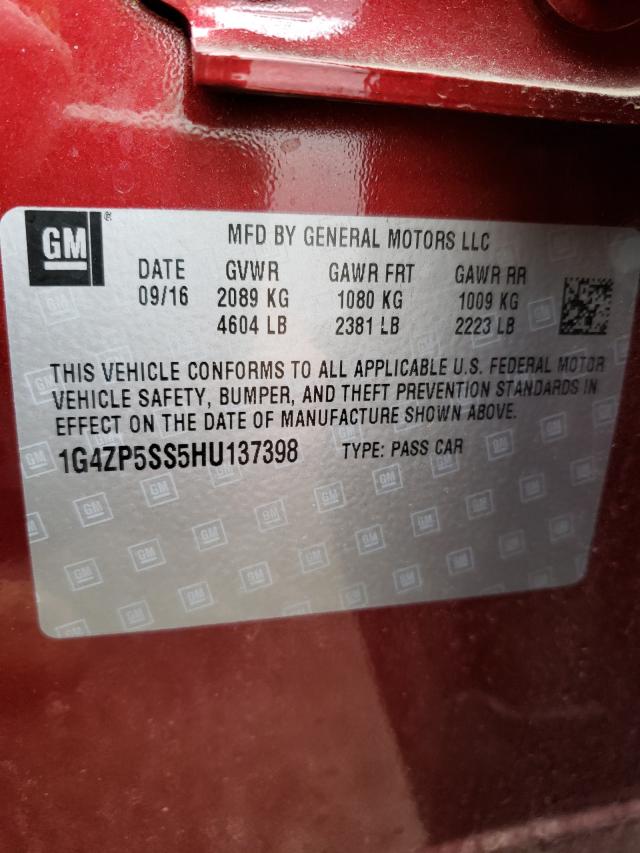 GM ®
MFD BY GENERAL MOTORS LLC
DATE GVWR GAWR FRT GAWR RR
09/16 2089 KG 1080 KG 1009 KG
4604 LB 2381 LB 2223 LB
THIS VEHICLE CONFORMS TO ALL APPLICABLE U.S. FEDERAL MOTOR
VEHICLE SAFETY, BUMPER, AND THEFT PREVENTION STANDARDS IN
EFFECT ON THE DATE OF MANUFACTURE SHOWN ABOVE.
1G4ZP5SS5HU137398 TYPE: PASS CAR